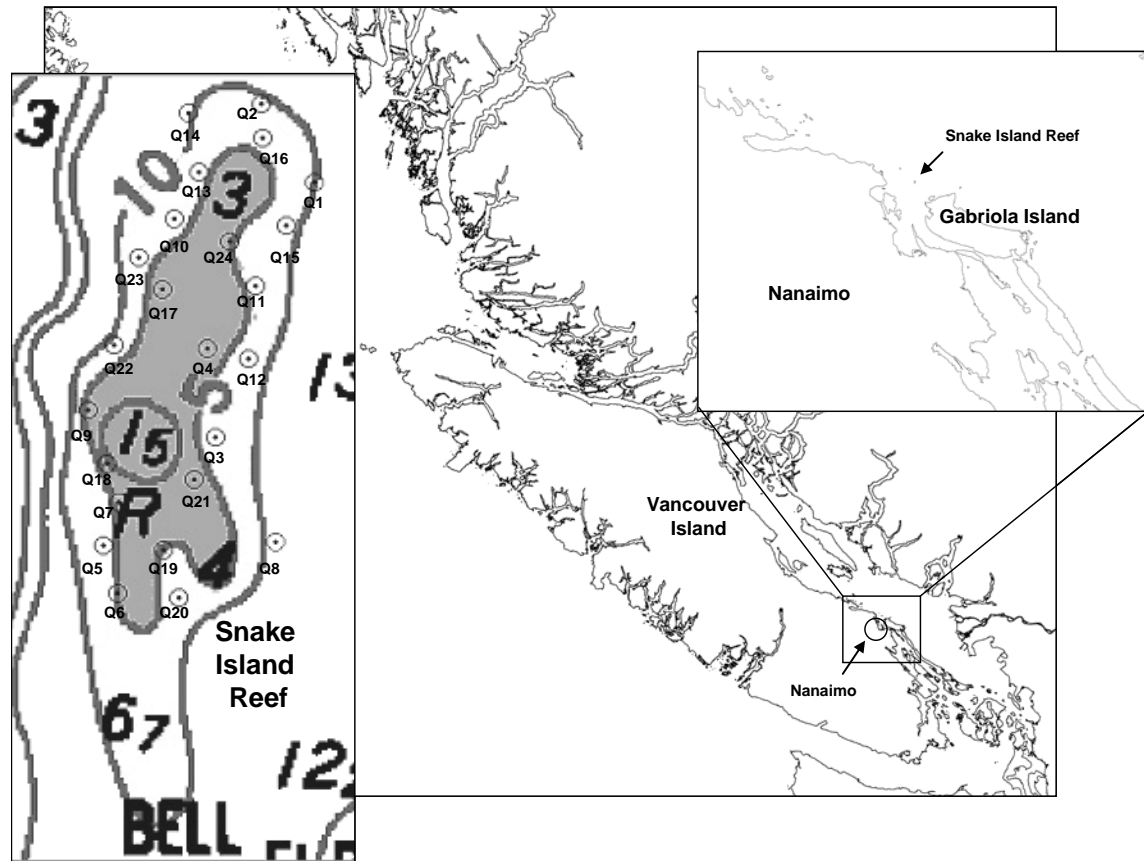 3
Q14
Q2
Q16
10
Q13
3
Q1
Q10
Q24
Q15
Q23
Q17
Q11
Q22
Q4
Q12
13
Q9
15
Q3
Q18
Q21
Q7
R
Q5
Q19
4
Q8
Q6
Q20
Snake
Island
Reef
67
122
BELL
Snake Island Reef
Gabriola Island
Nanaimo
Vancouver
Island
Nanaimo